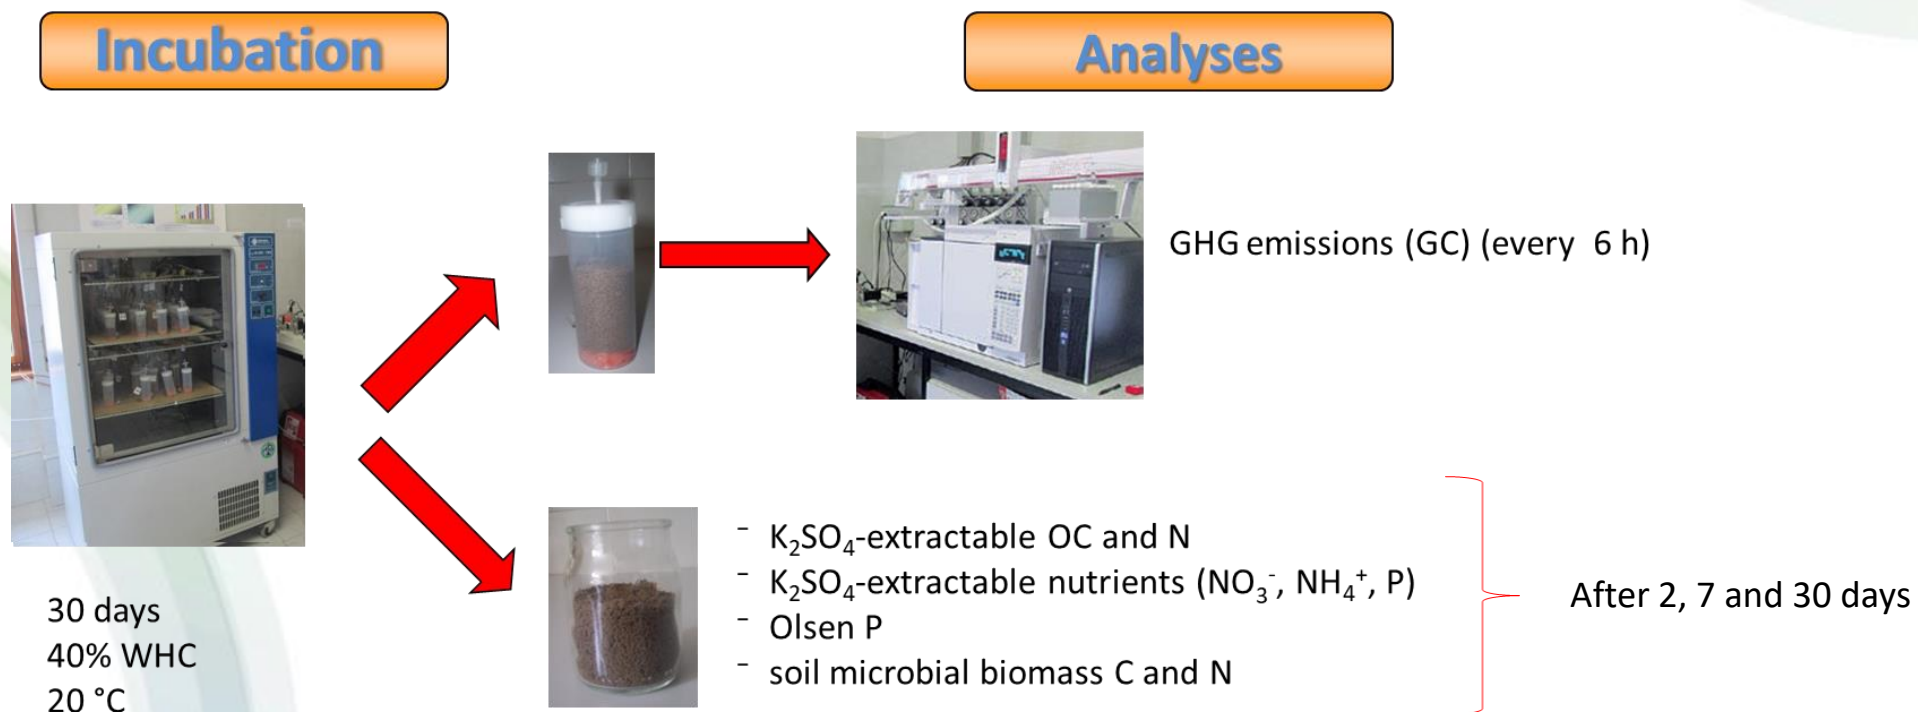 Incubation
Analyses
GHG emissions (GC) (every 6 h)
30 days
40% WHC
20 °C
- K₂SO₄-extractable OC and N
- K₂SO₄-extractable nutrients (NO₃⁻, NH₄⁺, P)
- Olsen P
- soil microbial biomass C and N
After 2, 7 and 30 days